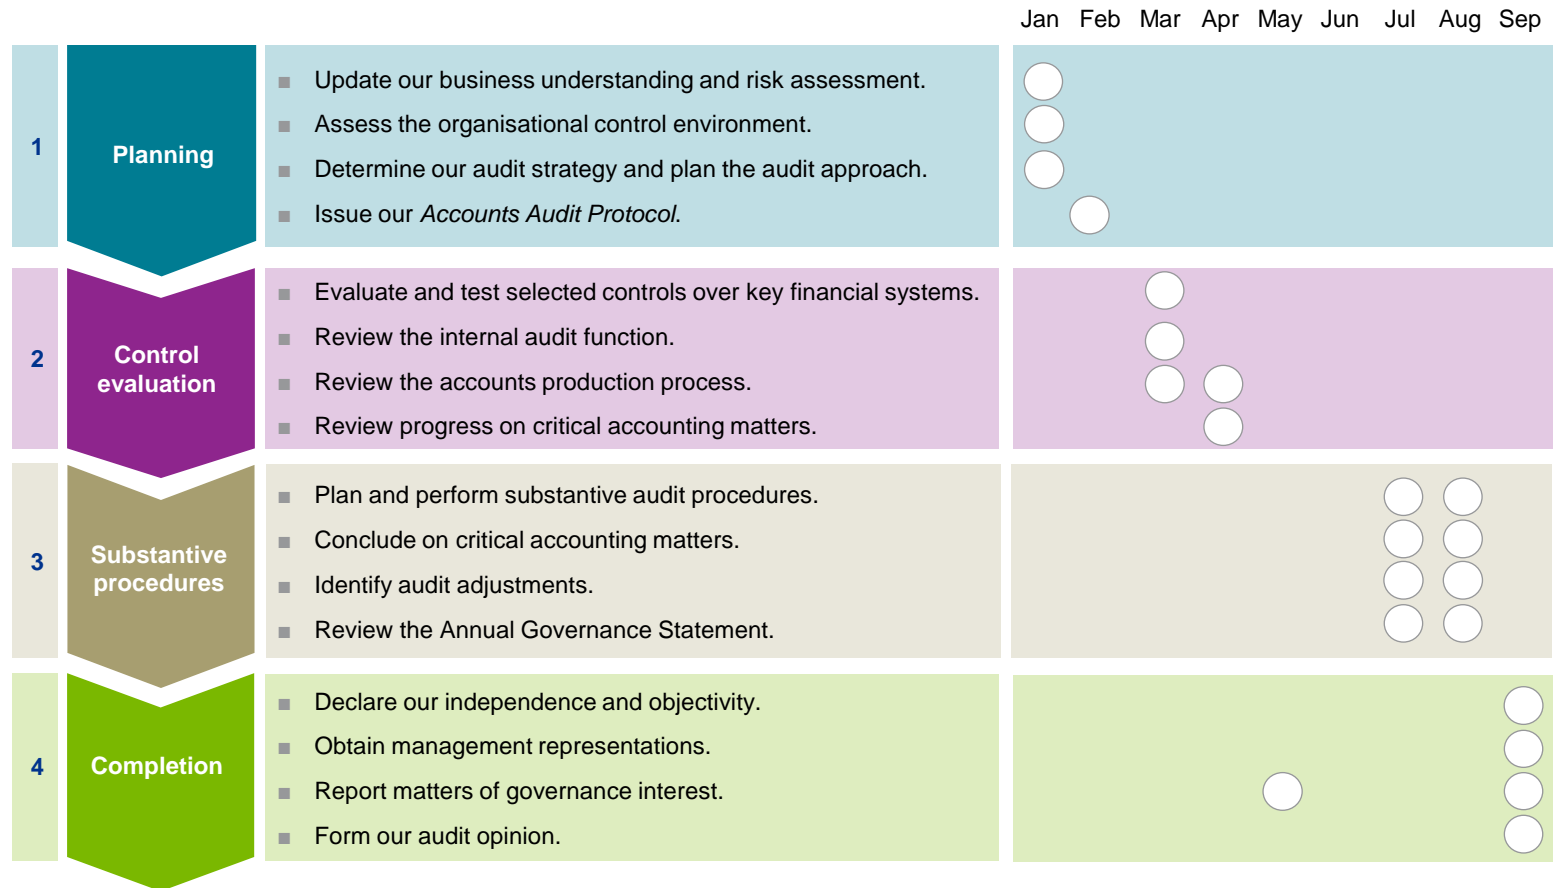 Jan Feb Mar Apr May Jun Jul Aug Sep
1
Planning
Update our business understanding and risk assessment.
Assess the organisational control environment.
Determine our audit strategy and plan the audit approach.
Issue our Accounts Audit Protocol.
2
Control
evaluation
Evaluate and test selected controls over key financial systems.
Review the internal audit function.
Review the accounts production process.
Review progress on critical accounting matters.
3
Substantive
procedures
Plan and perform substantive audit procedures.
Conclude on critical accounting matters.
Identify audit adjustments.
Review the Annual Governance Statement.
4
Completion
Declare our independence and objectivity.
Obtain management representations.
Report matters of governance interest.
Form our audit opinion.